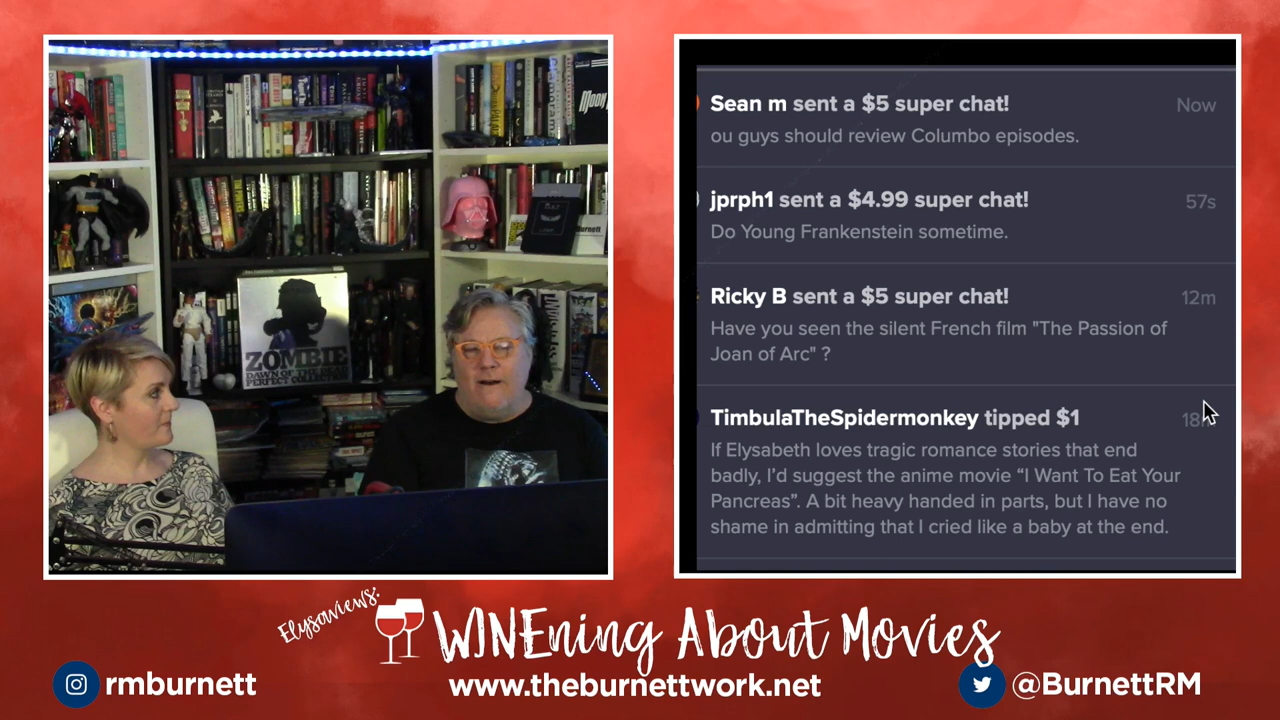 ZOMBIE
DAWN OF THE DEAD
PERFECT COLLECTION
Sean m sent a $5 super chat!
Now
ou guys should review Columbo episodes.
jprph1 sent a $4.99 super chat!
57s
Do Young Frankenstein sometime.
Ricky B sent a $5 super chat!
12m
Have you seen the silent French film "The Passion of
Joan of Arc" ?
TimbulaTheSpidermonkey tipped $1
If Elysabeth loves tragic romance stories that end
badly, I’d suggest the anime movie “I Want To Eat Your
Pancreas”. A bit heavy handed in parts, but I have no
shame in admitting that I cried like a baby at the end.
Elysaviews:
WINEning About Movies
rmburnett
www.theburnettwork.net
@BurnettRM